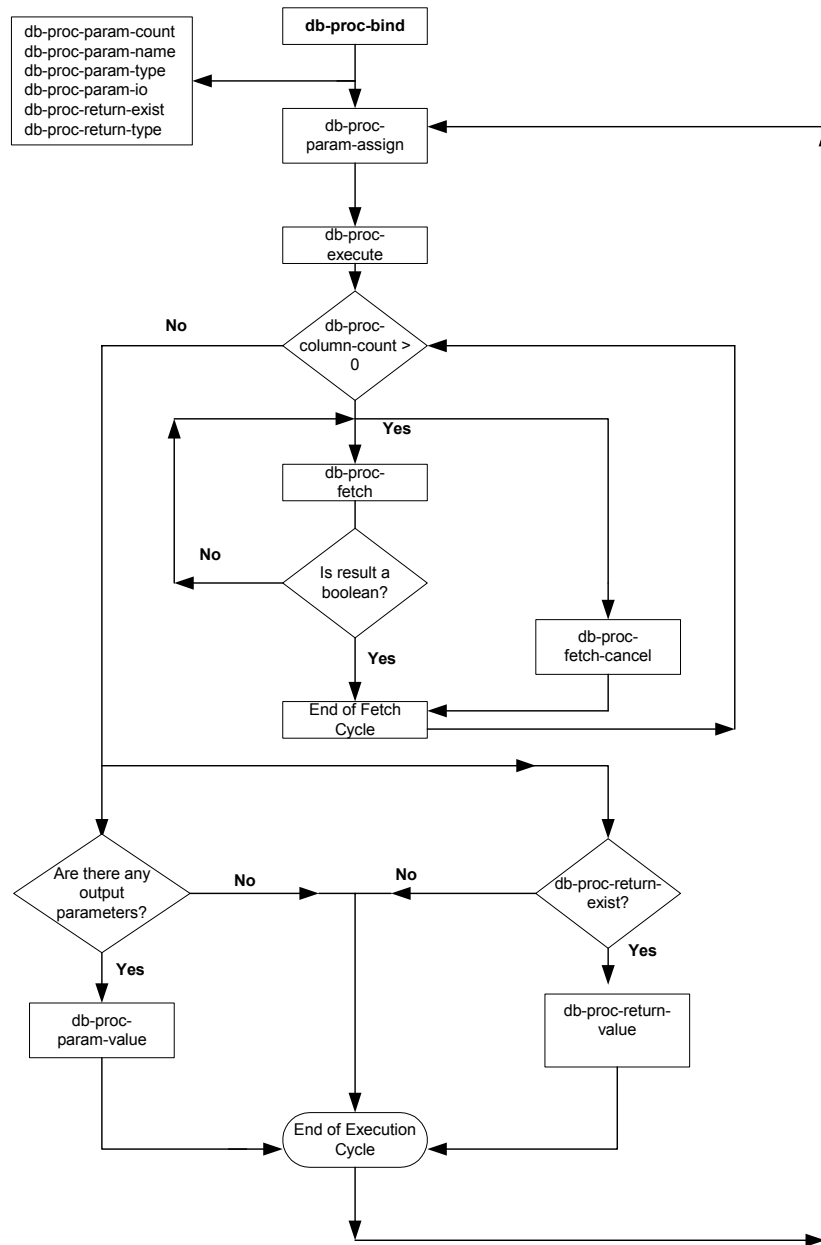 db-proc-param-count
db-proc-param-name
db-proc-param-type
db-proc-param-io
db-proc-return-exist
db-proc-return-type
db-proc-bind
db-proc-
param-assign
db-proc-
execute
No
db-proc-
column-count >
0
Yes
db-proc-
fetch
No
Is result a
boolean?
db-proc-
fetch-cancel
Yes
End of Fetch
Cycle
Are there any
output
parameters?
No
No
db-proc-return-
exist?
Yes
Yes
db-proc-
param-value
db-proc-return-
value
End of Execution
Cycle